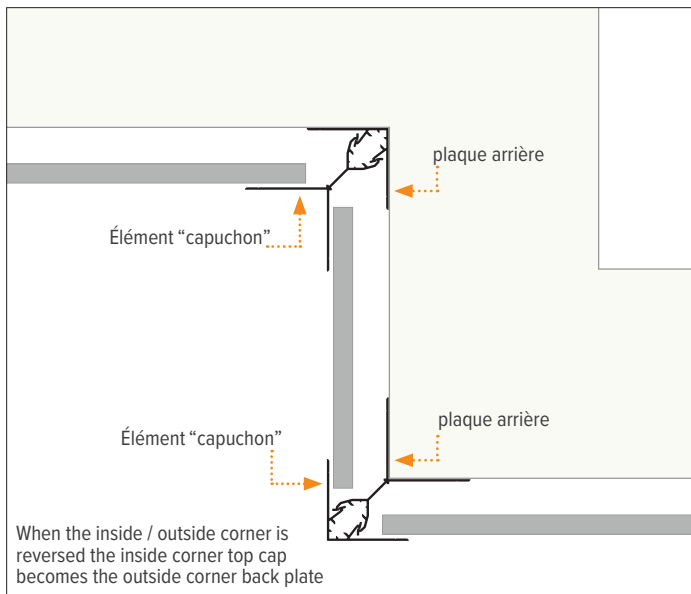 plaque arrière
Élément “capuchon”
plaque arrière
Élément “capuchon”
When the inside / outside corner is
reversed the inside corner top cap
becomes the outside corner back plate